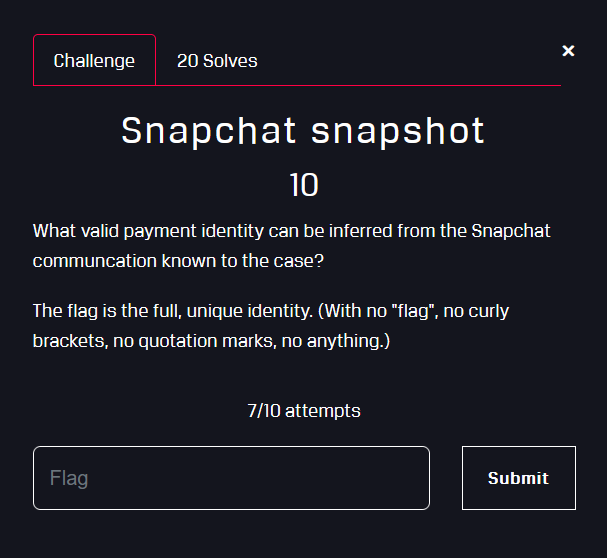 Challenge
20 Solves
×
Snapchat snapshot
10
What valid payment identity can be inferred from the Snapchat
communcation known to the case?
The flag is the full, unique identity. (With no "flag", no curly
brackets, no quotation marks, no anything.)
7/10 attempts
Flag
Submit